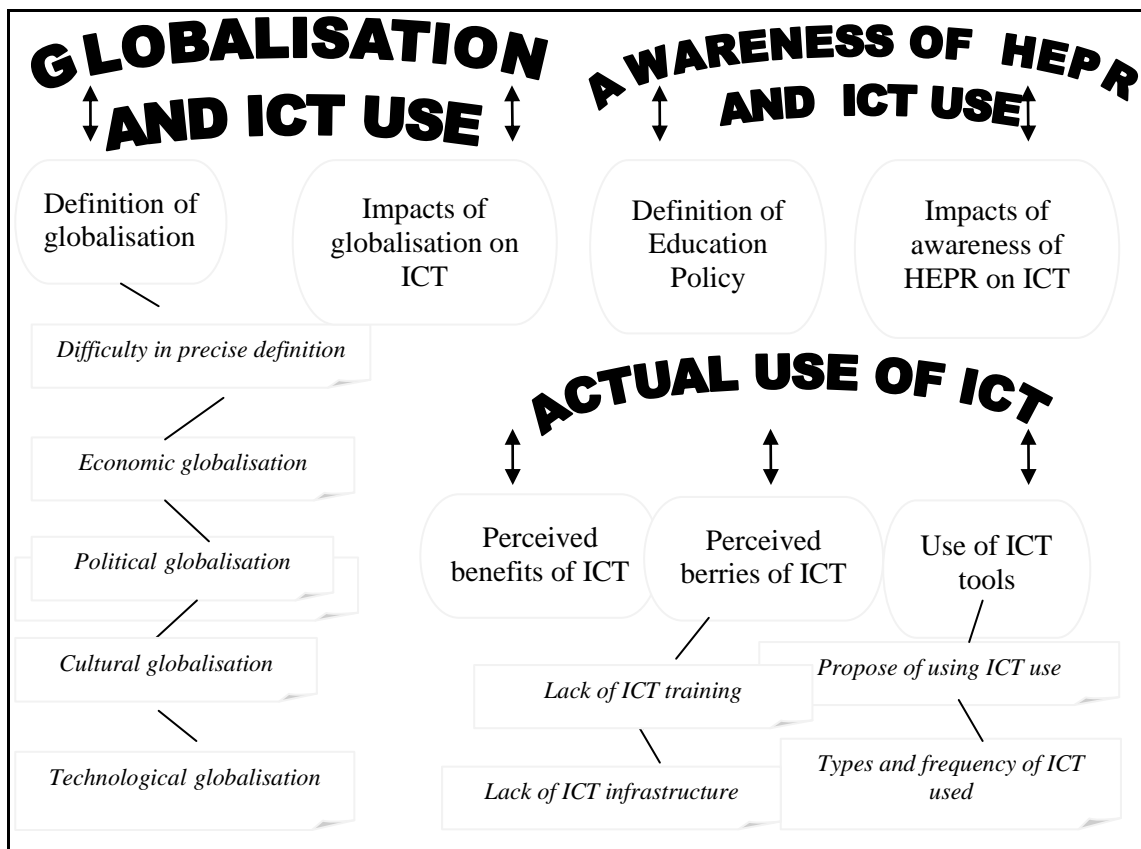 GLOBALISATION
AND ICT USE
Definition of
globalisation
Impacts of
globalisation on
ICT
Difficulty in precise definition
Economic globalisation
Political globalisation
Cultural globalisation
Technological globalisation
AWARENESS OF HEPR
AND ICT USE
Definition of
Education
Policy
Impacts of
awareness of
HEPR on ICT
ACTUAL USE OF ICT
Perceived
benefits of ICT
Perceived
berries of ICT
Lack of ICT training
Lack of ICT infrastructure
Use of ICT
tools
Propose of using ICT use
Types and frequency of ICT
used